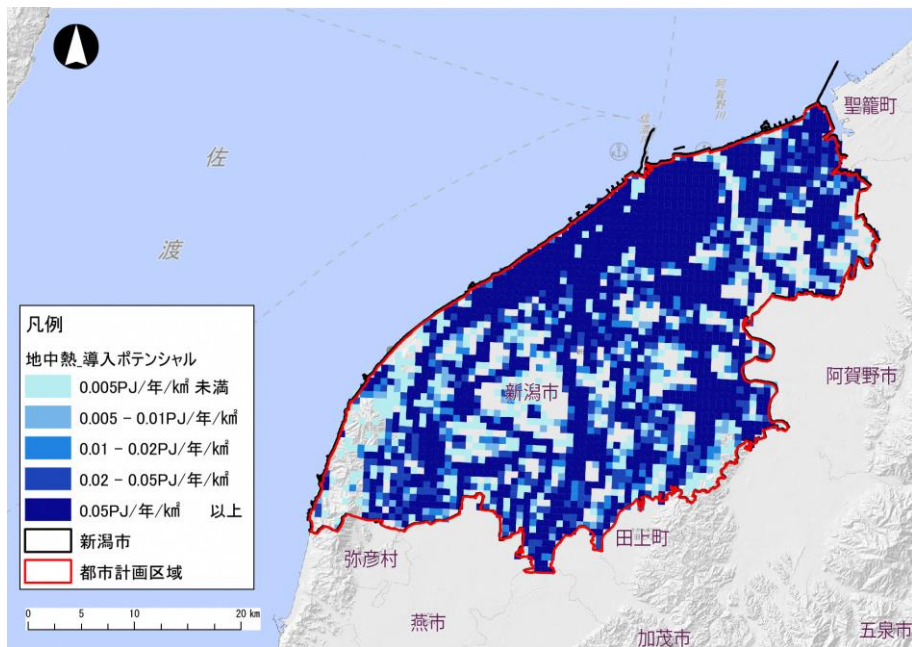 聖籠町
阿賀野川
佐
渡
凡例
地中熱_導入ポテンシャル
0.005PJ/年/k㎡ 未満
0.005 – 0.01PJ/年/k㎡
0.01 – 0.02PJ/年/k㎡
0.02 – 0.05PJ/年/k㎡
0.05PJ/年/k㎡ 以上
新潟市
都市計画区域
0 5 10 20 km
新潟市
阿賀野市
田上町
弥彦村
燕市
加茂市
五泉市